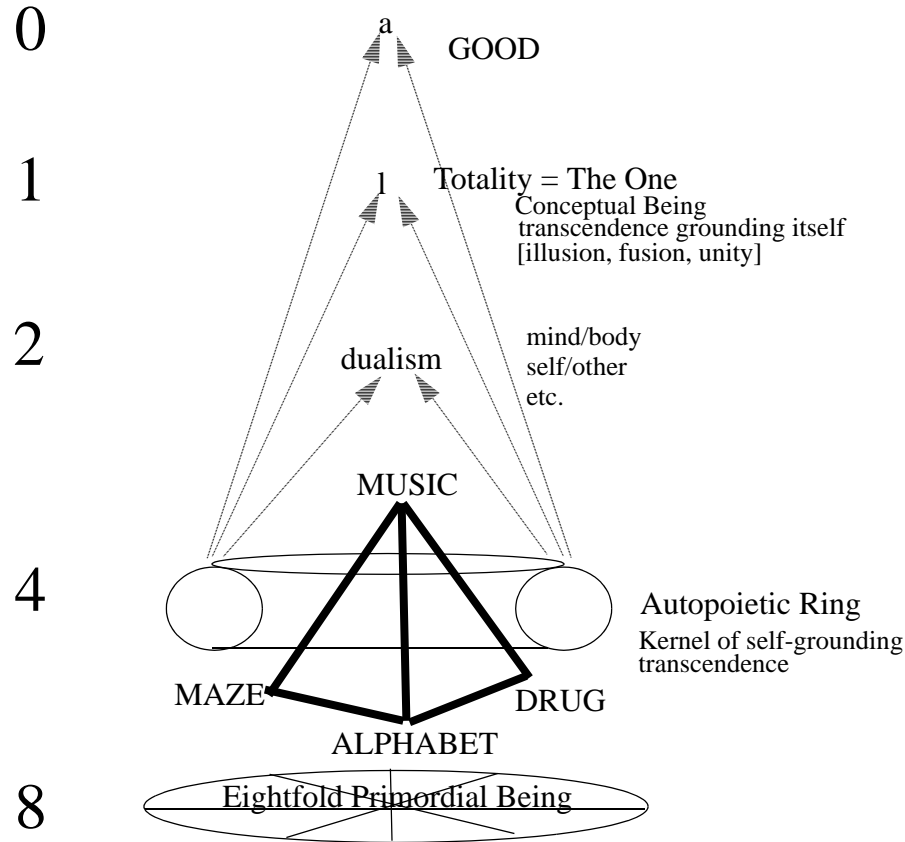 0
a
GOOD
1
l
Totality = The One
Conceptual Being
transcendence grounding itself
[illusion, fusion, unity]
2
dualism
mind/body
self/other
etc.
MUSIC
4
Autopoietic Ring
Kernel of self-grounding
transcendence
MAZE
DRUG
ALPHABET
8
Eightfold Primordial Being